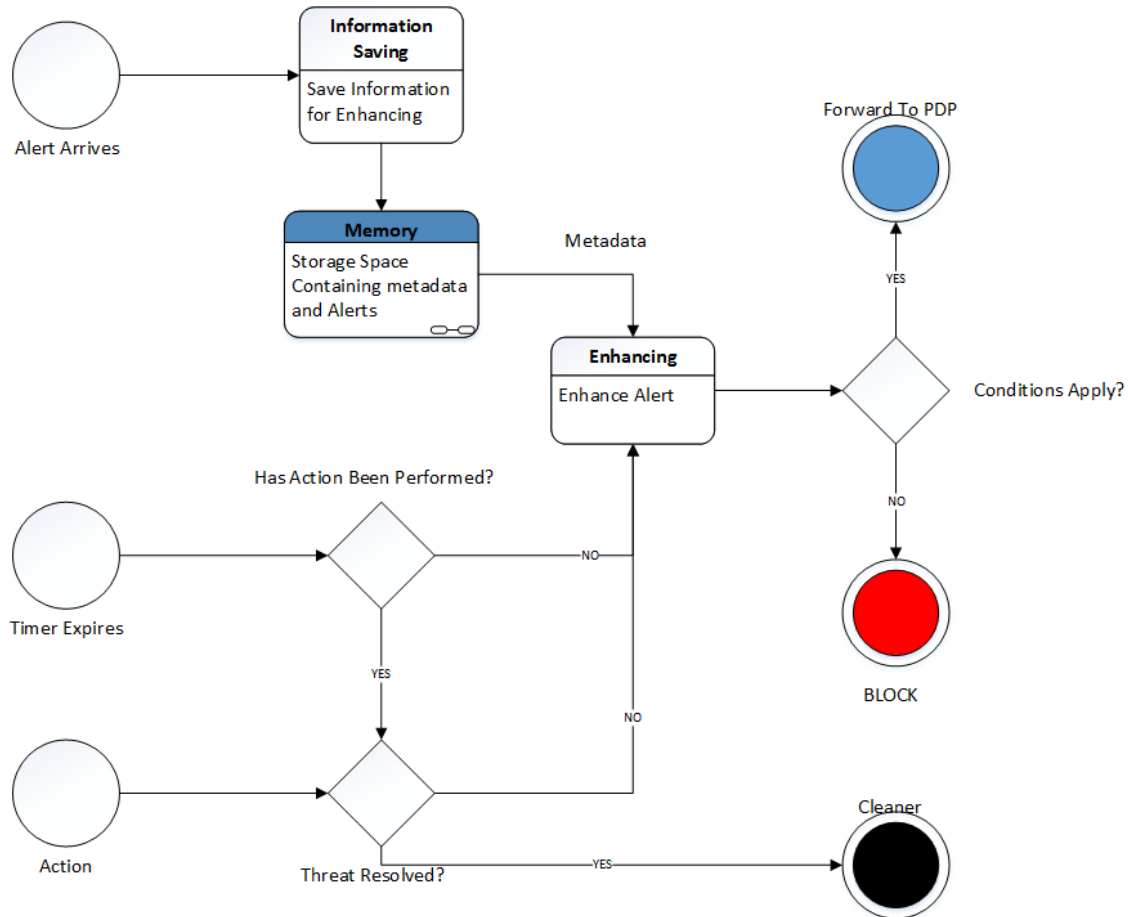 Information
Saving
Save Information
for Enhancing
Alert Arrives
Forward To PDP
Memory
Storage Space
Containing metadata
and Alerts
Metadata
YES
Enhancing
Enhance Alert
Conditions Apply?
Has Action Been Performed?
NO
NO
Timer Expires
YES
BLOCK
NO
Action
Threat Resolved?
YES
Cleaner